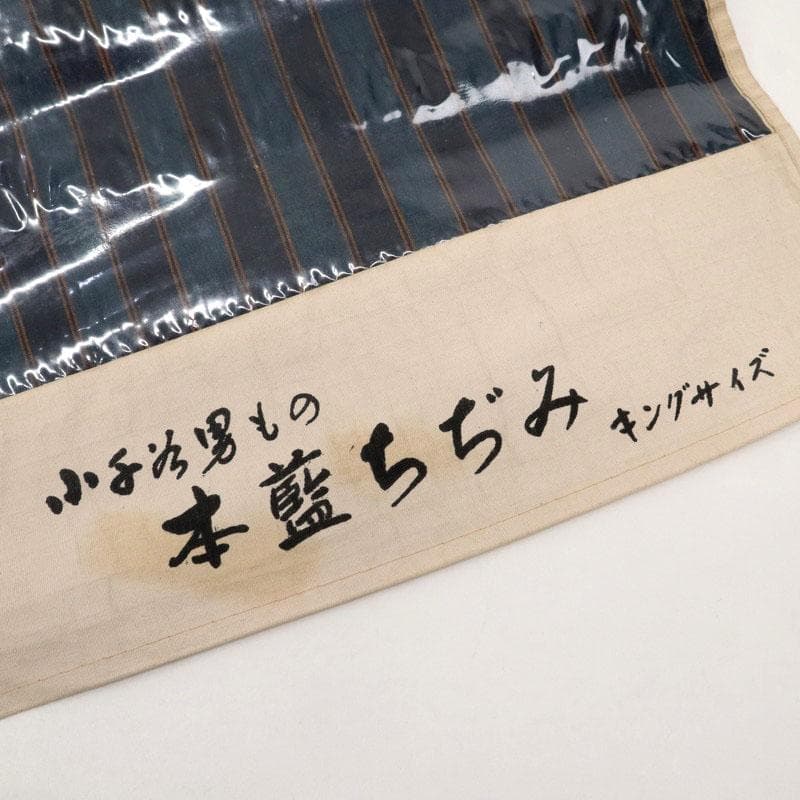 小千谷男もの
本藍ちぢみ キングサイズ